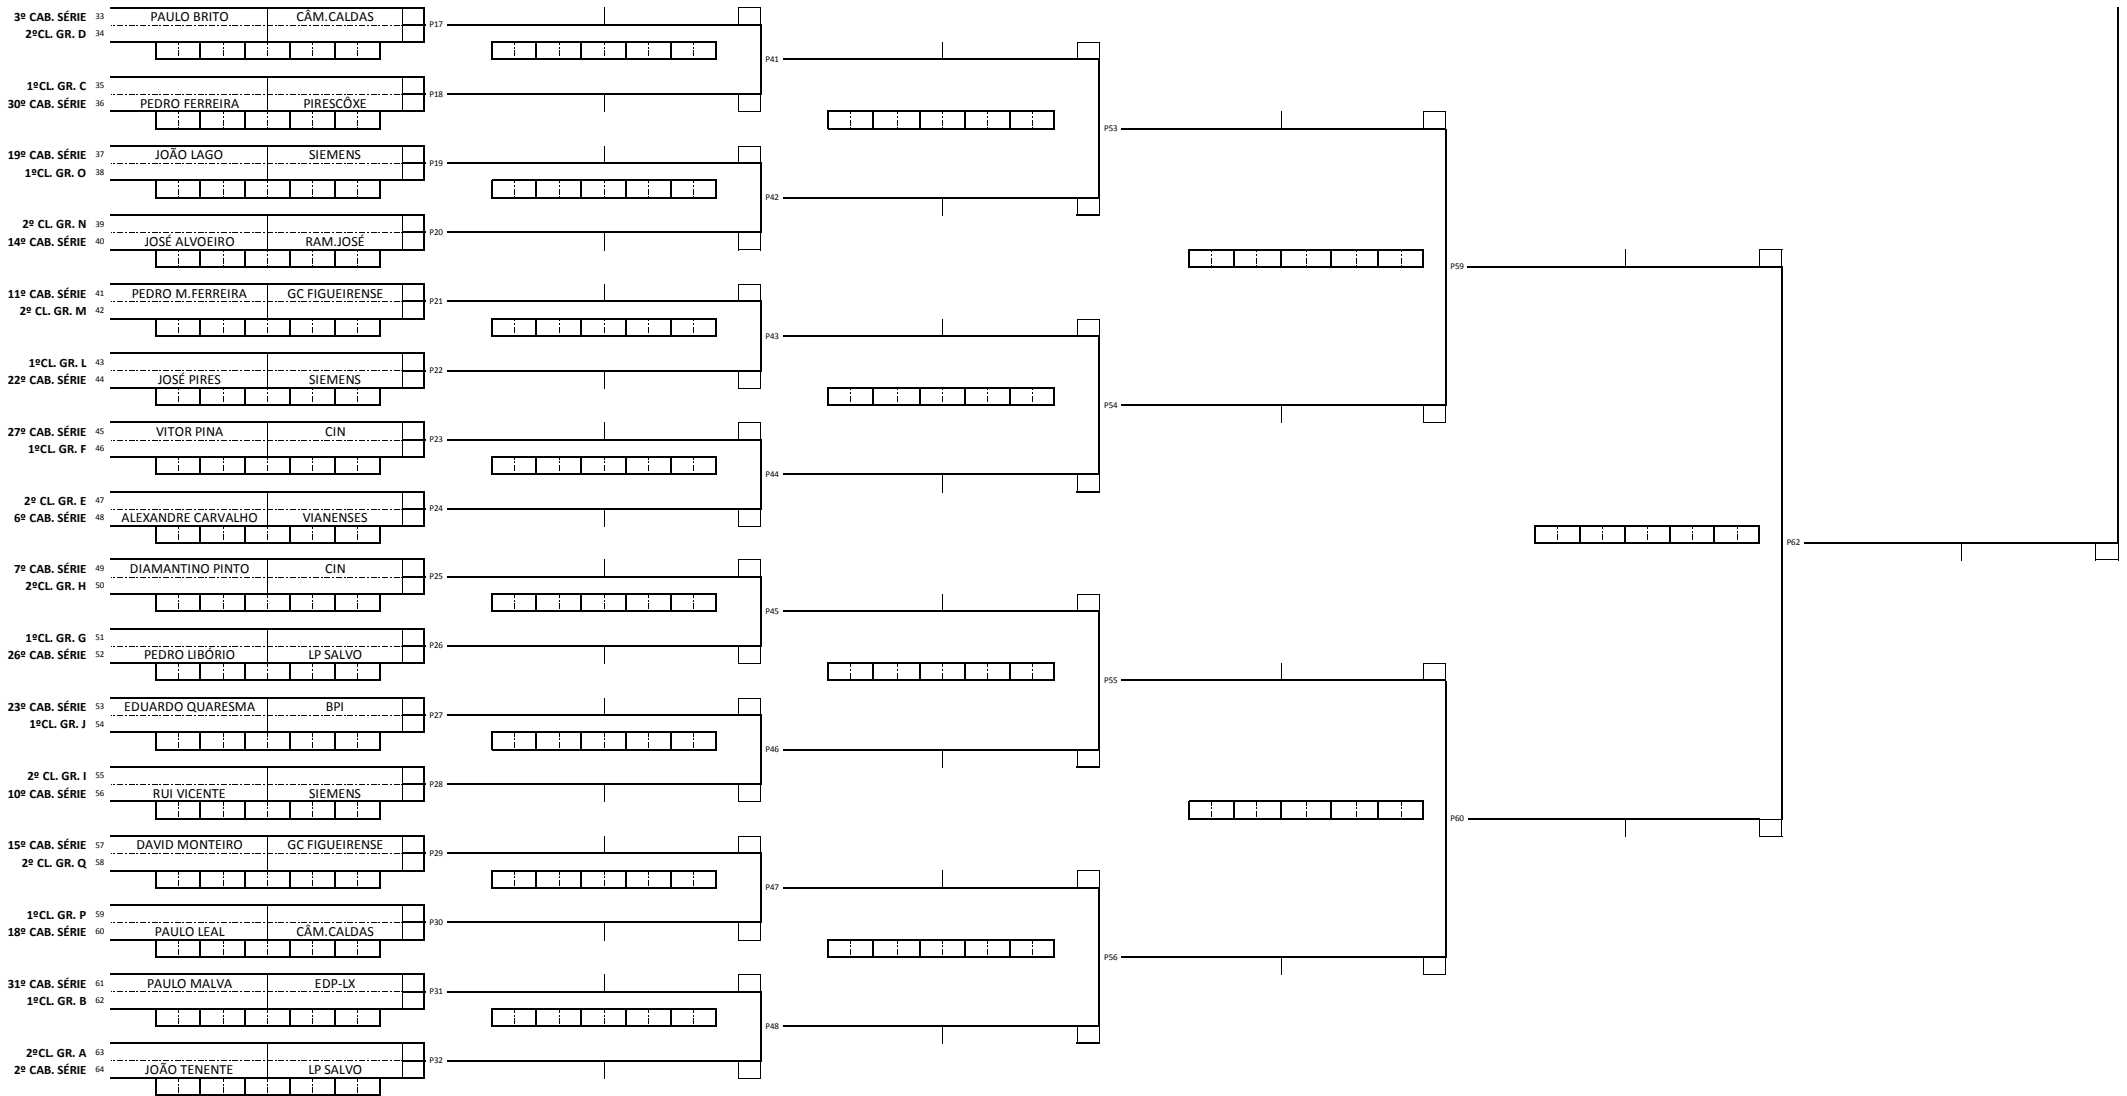 3º CAB. SÉRIE 33 PAULO BRITO CÂM.CALDAS
P17
2ºCL. GR. D 34
P41
1ºCL. GR. C 35
P18
30º CAB. SÉRIE 36 PEDRO FERREIRA PIRESCÔXE
P53
19º CAB. SÉRIE 37 JOÃO LAGO SIEMENS
P19
1ºCL. GR. O 38
P42
2º CL. GR. N 39
P20
14º CAB. SÉRIE 40 JOSÉ ALVOEIRO RAM.JOSÉ
P59
11º CAB. SÉRIE 41 PEDRO M.FERREIRA GC FIGUEIRENSE
P21
2º CL. GR. M 42
P43
1ºCL. GR. L 43
P22
22º CAB. SÉRIE 44 JOSÉ PIRES SIEMENS
P54
27º CAB. SÉRIE 45 VITOR PINA CIN
P23
1ºCL. GR. F 46
P44
2º CL. GR. E 47
P24
6º CAB. SÉRIE 48 ALEXANDRE CARVALHO VIANENSES
P62
7º CAB. SÉRIE 49 DIAMANTINO PINTO CIN
P25
2ºCL. GR. H 50
P45
1ºCL. GR. G 51
P26
26º CAB. SÉRIE 52 PEDRO LIBÓRIO LP SALVO
P55
23º CAB. SÉRIE 53 EDUARDO QUARESMA BPI
P27
1ºCL. GR. J 54
P46
2º CL. GR. I 55
P28
10º CAB. SÉRIE 56 RUI VICENTE SIEMENS
P60
15º CAB. SÉRIE 57 DAVID MONTEIRO GC FIGUEIRENSE
P29
2º CL. GR. Q 58
P47
1ºCL. GR. P 59
P30
18º CAB. SÉRIE 60 PAULO LEAL CÂM.CALDAS
P56
31º CAB. SÉRIE 61 PAULO MALVA EDP-LX
P31
1ºCL. GR. B 62
P48
2ºCL. GR. A 63
P32
2º CAB. SÉRIE 64 JOÃO TENENTE LP SALVO